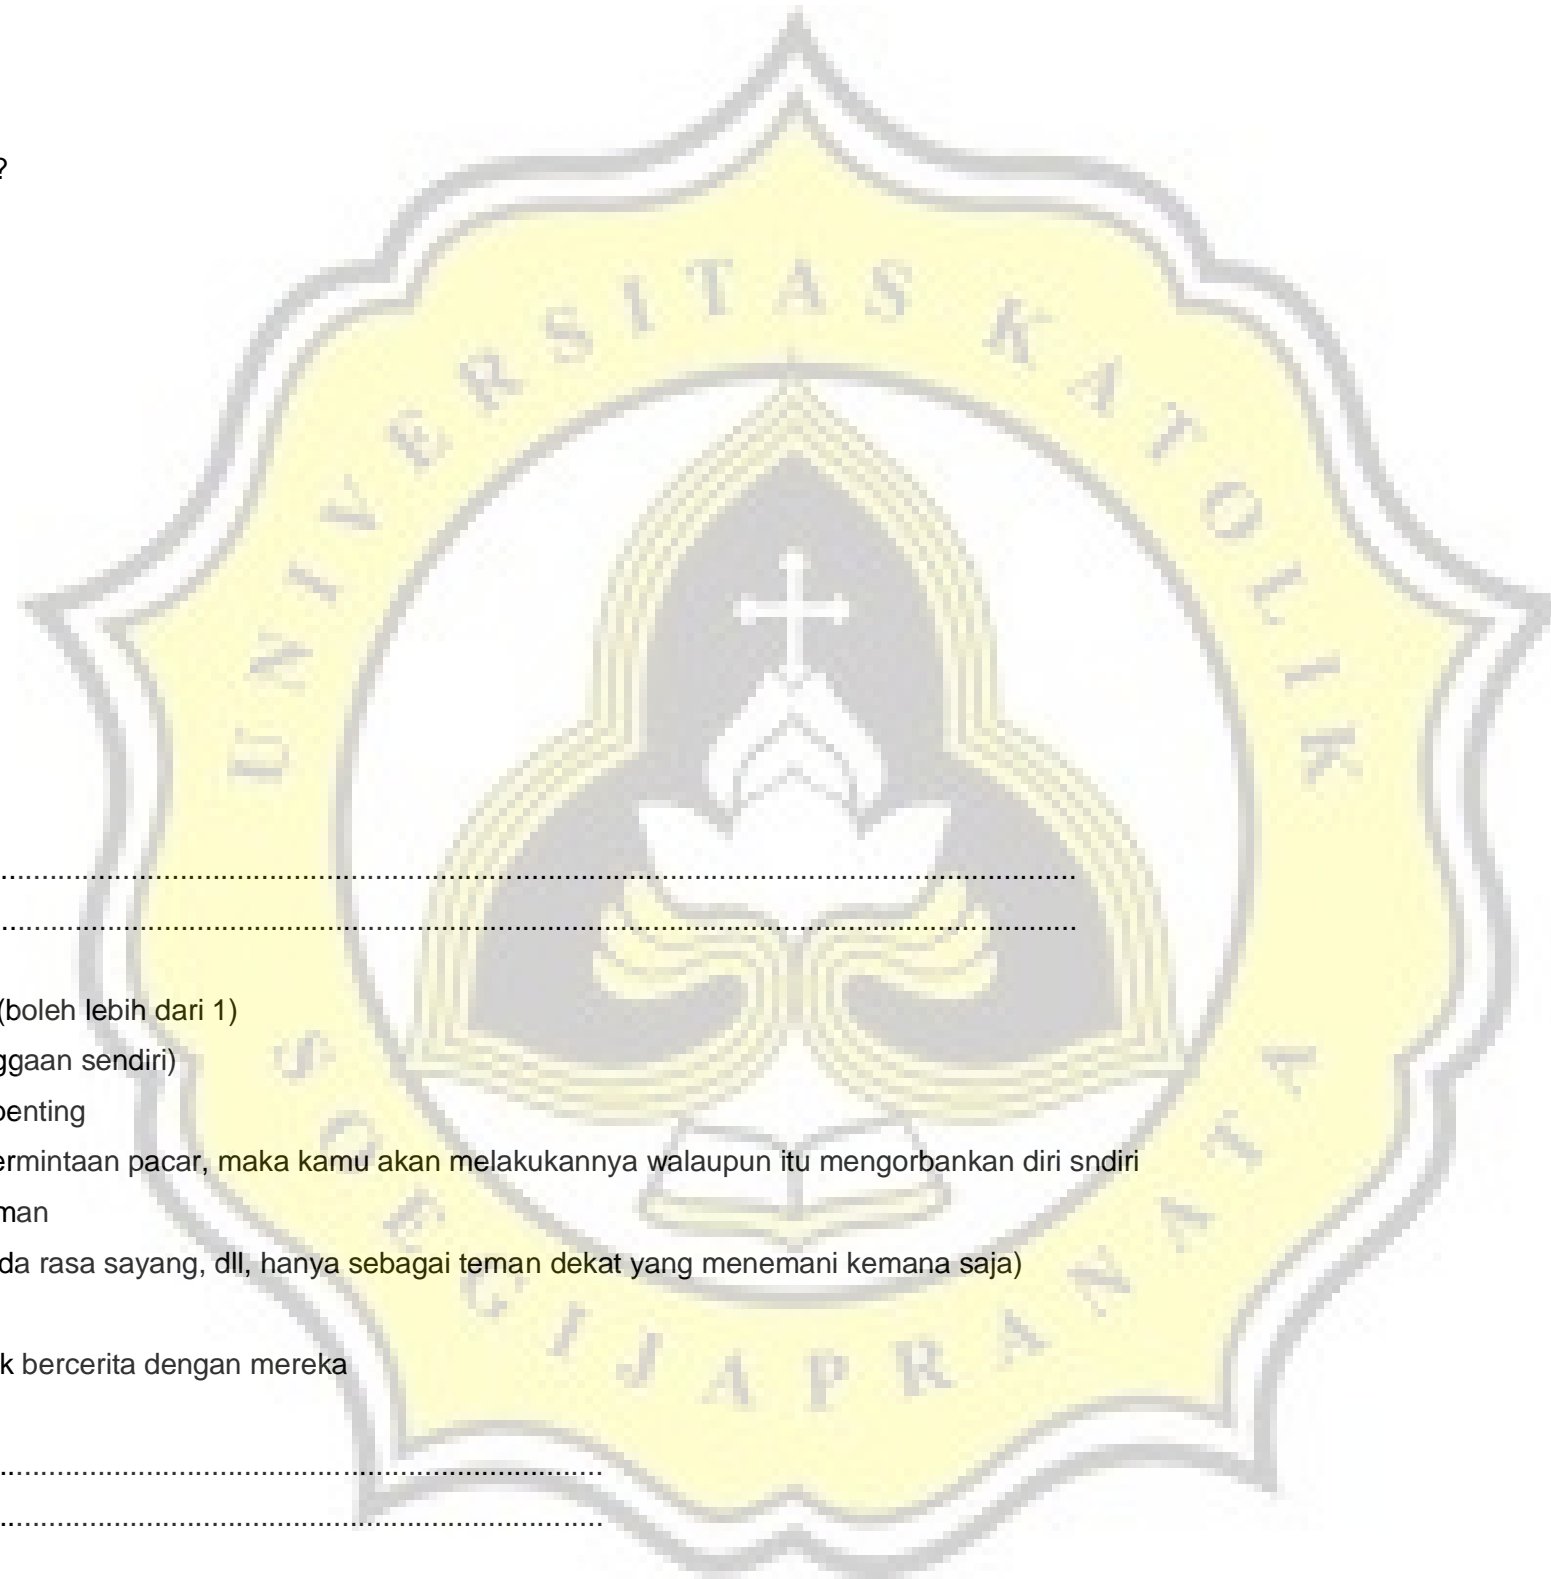 ?
UNIVERSITAS KATOLIK
SOEGIJAPRANATA
................................................................................................................................
................................................................................................................................
(boleh lebih dari 1)
ggaan sendiri)
penting
ermintaan pacar, maka kamu akan melakukannya walaupun itu mengorbankan diri sndiri
man
da rasa sayang, dll, hanya sebagai teman dekat yang menemani kemana saja)
k bercerita dengan mereka
........................................................................
........................................................................